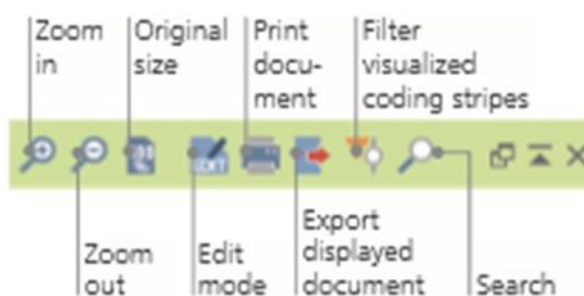 Zoom
in
Original
size
Print
docu-
ment
Filter
visualized
coding stripes
EDIT
Zoom
out
Edit
mode
Export
displayed
document
Search